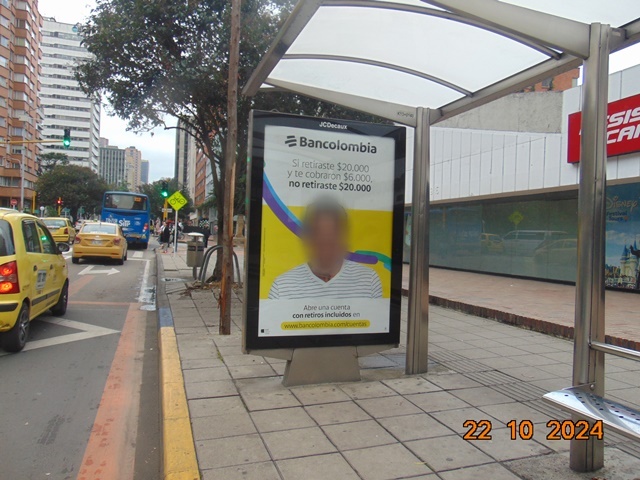 JCDecaux
Bancolombia
Si retiraste $20.000
y te cobraron $6.000,
no retiraste $20.000
Abre una cuenta
con retiros incluidos en
www.bancolombia.com/cuentas
22 10 2024